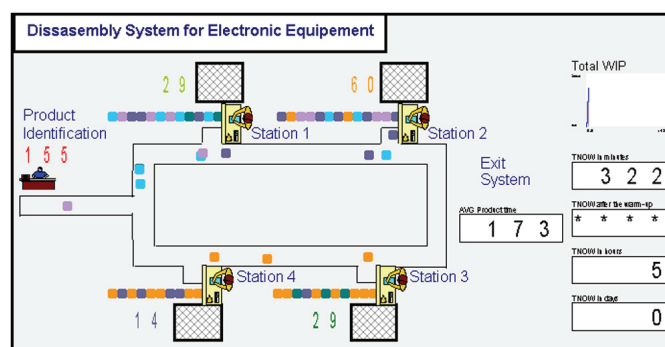 Dissasembly System for Electronic Equipement
Total WIP
2 9
6 0
Product
Identification
1 5 5
Station 1
Station 2
Exit
System
TNOW in minutes
3 2 2
AVG Product time
1 7 3
TNOW after the warm-up
* * * *
Station 4
Station 3
TNOW in hours
5
1 4
2 9
TNOW in days
0